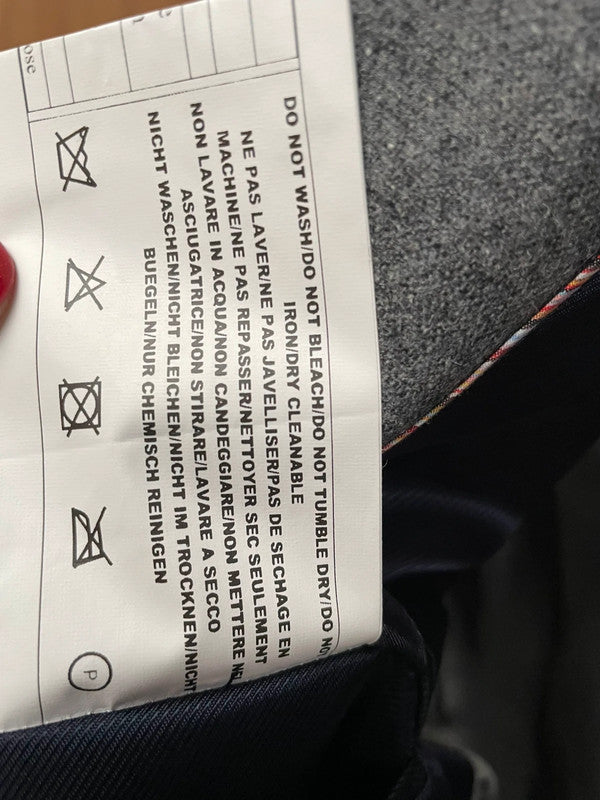 ose
DO NOT WASH/DO NOT BLEACH/DO NOT TUMBLE DRY/DO NO
IRON/DRY CLEANABLE
NE PAS LAVER/NE PAS JAVELLISER/PAS DE SECHAGE EN
MACHINE/NE PAS REPASSER/NETTOYER SEC SEULEMENT
NON LAVARE IN ACQUA/NON CANDEGGIARE/NON METTERE NEL
ASCIUGATRICE/NON STIRARE/LAVARE A SECCO
NICHT WASCHEN/NICHT BLEICHEN/NICHT IM TROCKNEN/NICHT
BUEGELN/NUR CHEMISCH REINIGEN
P